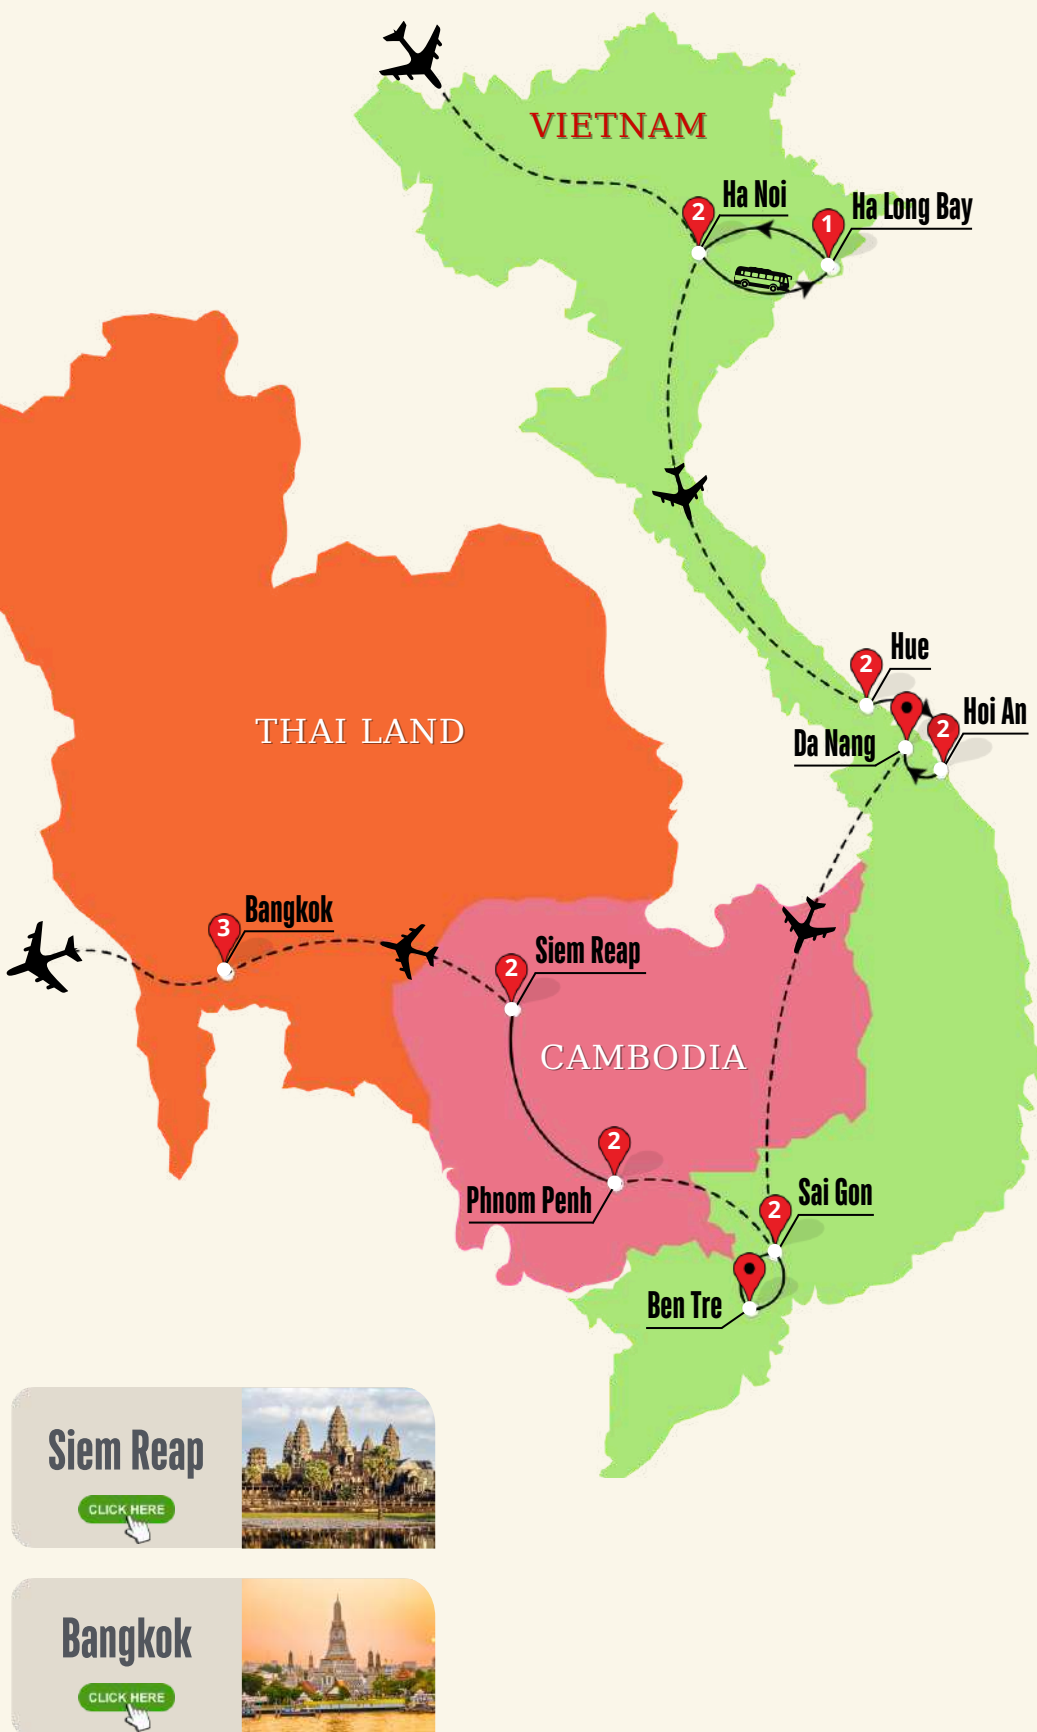 VIETNAM
2
Ha Noi
1
Ha Long Bay
2
Hue
2
Hoi An
Da Nang
THAI LAND
3
Bangkok
2
Siem Reap
CAMBODIA
2
Phnom Penh
2
Sai Gon
Ben Tre
Siem Reap
CLICK HERE
Bangkok
CLICK HERE